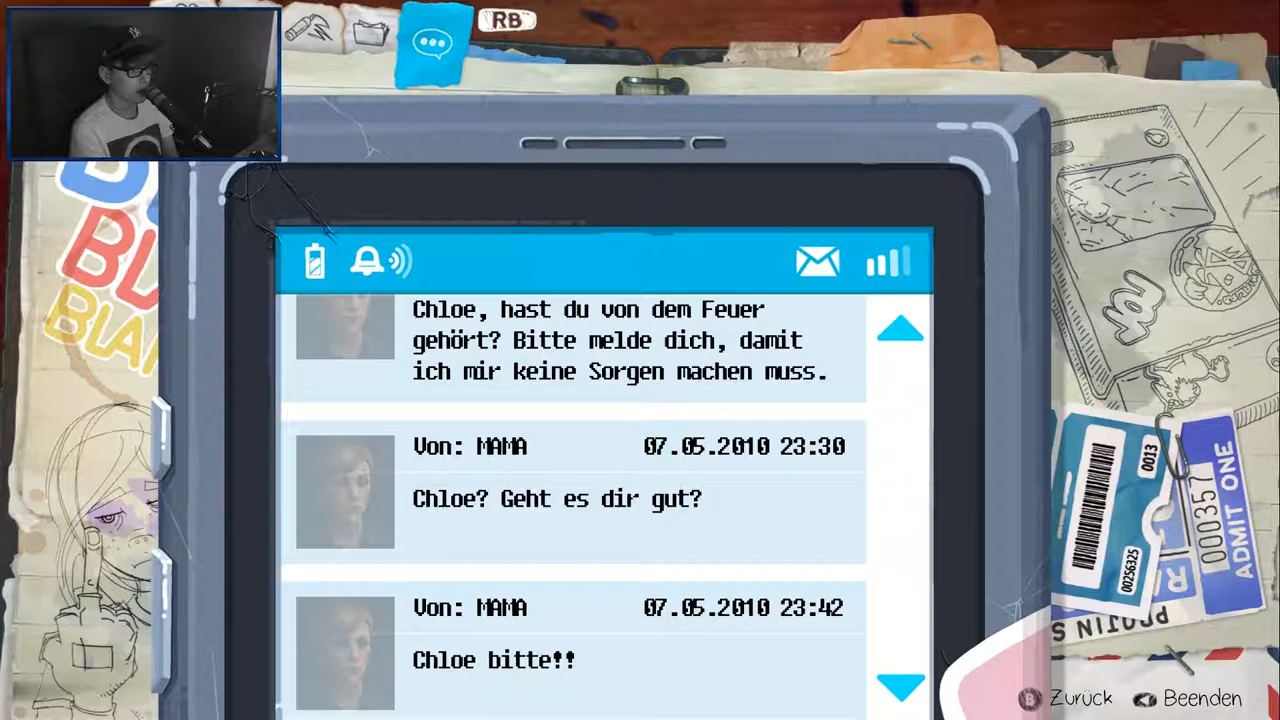 RB
Chloe, hast du von dem Feuer
gehört? Bitte melde dich, damit
ich mir keine Sorgen machen muss.
Von: MAMA 07.05.2010 23:30
Chloe? Geht es dir gut?
Von: MAMA 07.05.2010 23:42
Chloe bitte!!
0013
00256325
000357
ADMIT ONE
B Zurück
Beenden